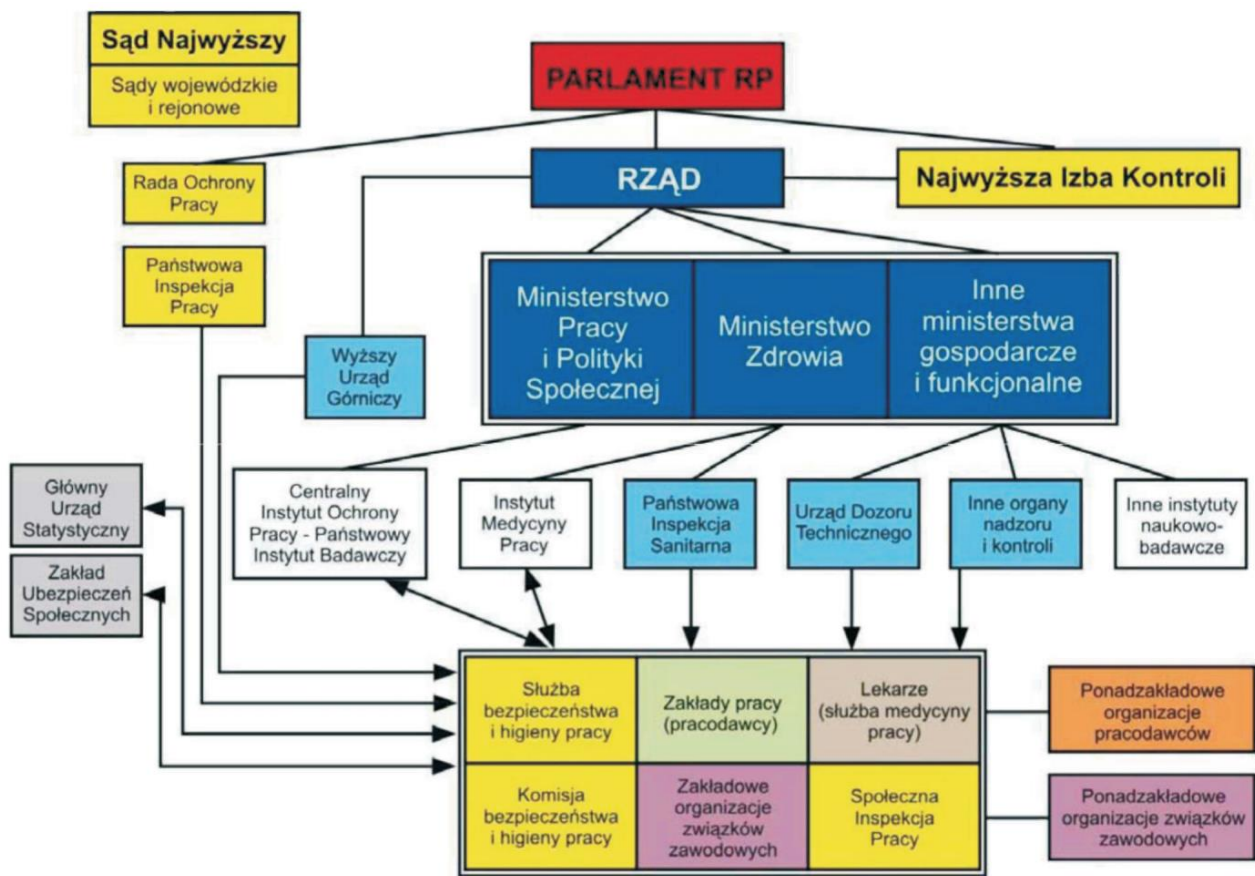 Sąd Najwyższy
Sądy wojewódzkie
i rejonowe
PARLAMENT RP
Rada Ochrony
Pracy
RZĄD
Najwyższa Izba Kontroli
Państwowa
Inspekcja
Pracy
Wyższy
Urząd
Górniczy
Ministerstwo
Pracy
i Polityki
Społecznej
Ministerstwo
Zdrowia
Inne
ministerstwa
gospodarcze
i funkcjonalne
Główny
Urząd
Statystyczny
Zakład
Ubezpieczeń
Społecznych
Centralny
Instytut Ochrony
Pracy - Państwowy
Instytut Badawczy
Instytut
Medycyny
Pracy
Państwowa
Inspekcja
Sanitarna
Urząd Dozoru
Technicznego
Inne organy
nadzoru
i kontroli
Inne instytuty
naukowo-
badawcze
Służba
bezpieczeństwa
i higieny pracy
Zakłady pracy
(pracodawcy)
Lekarze
(służba medycyny
pracy)
Ponadzakładowe
organizacje
pracodawców
Komisja
bezpieczeństwa
i higieny pracy
Zakładowe
organizacje
związków
zawodowych
Społeczna
Inspekcja
Pracy
Ponadzakładowe
organizacje związków
zawodowych